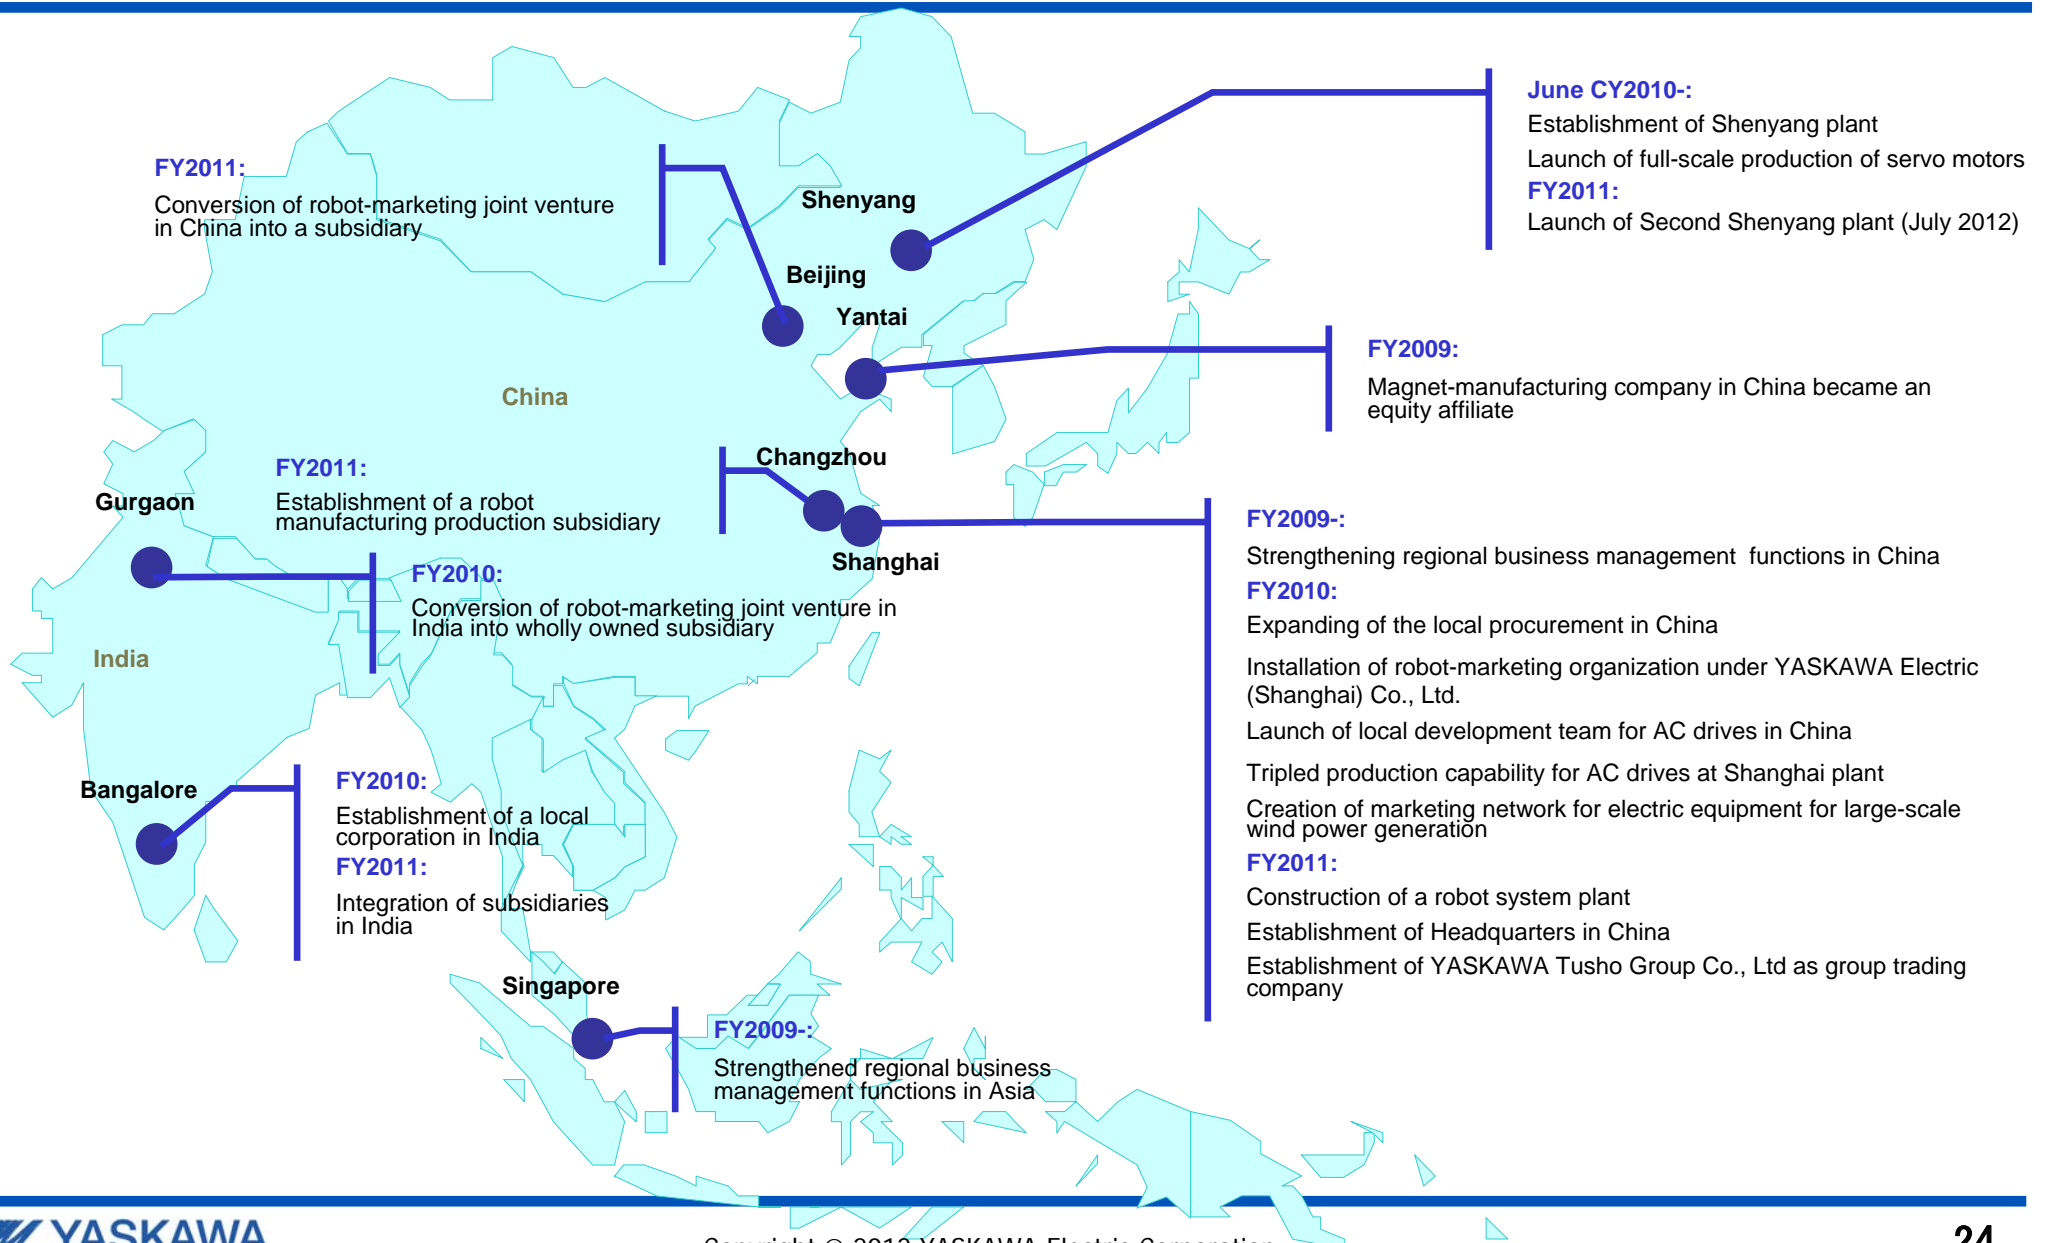 June CY2010-:
Establishment of Shenyang plant
Launch of full-scale production of servo motors
FY2011:
Launch of Second Shenyang plant (July 2012)
FY2011:
Conversion of robot-marketing joint venture
in China into a subsidiary
Shenyang
Beijing
Yantai
FY2009:
Magnet-manufacturing company in China became an
equity affiliate
China
Changzhou
FY2011:
Establishment of a robot
manufacturing production subsidiary
Gurgaon
Shanghai
FY2009-:
Strengthening regional business management functions in China
FY2010:
Expanding of the local procurement in China
Installation of robot-marketing organization under YASKAWA Electric
(Shanghai) Co., Ltd.
Launch of local development team for AC drives in China
Tripled production capability for AC drives at Shanghai plant
Creation of marketing network for electric equipment for large-scale
wind power generation
FY2011:
Construction of a robot system plant
Establishment of Headquarters in China
Establishment of YASKAWA Tusho Group Co., Ltd as group trading
company
FY2010:
Conversion of robot-marketing joint venture in
India into wholly owned subsidiary
India
Bangalore
FY2010:
Establishment of a local
corporation in India
FY2011:
Integration of subsidiaries
in India
Singapore
FY2009-:
Strengthened regional business
management functions in Asia
YASKAWA
Copyright © 2012 YASKAWA Electric Corporation
24